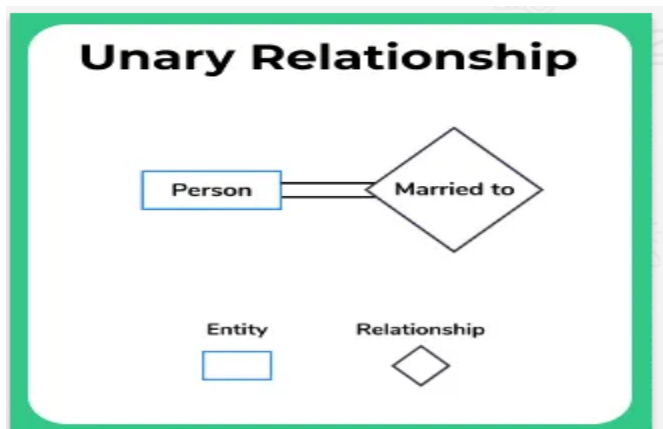 Unary Relationship
Person
Married to
Entity
Relationship